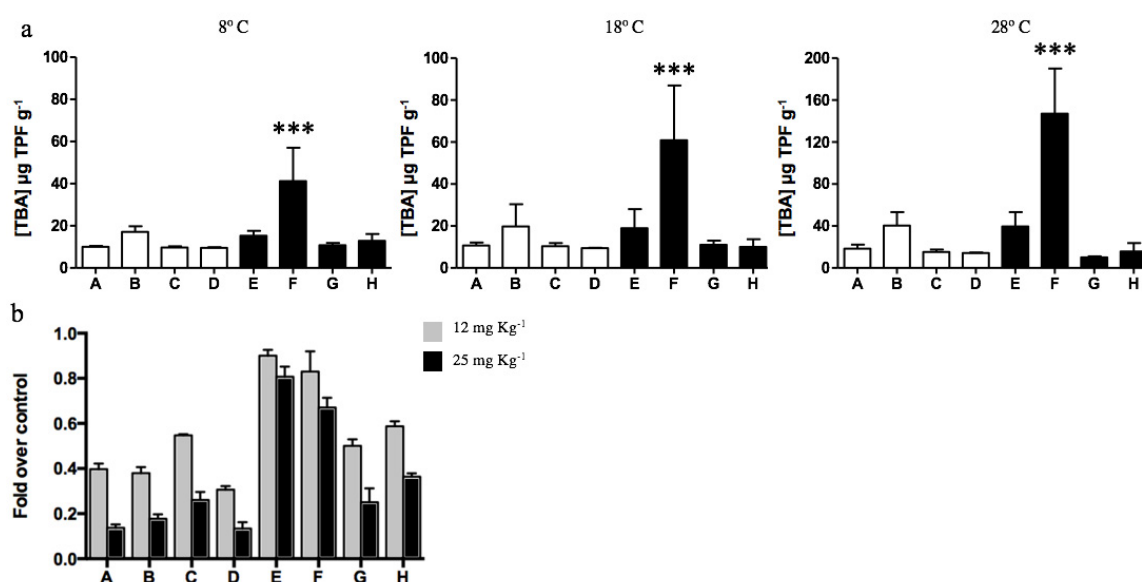 a
8º C
18º C
28º C
[TBA] µg TPF g⁻¹
100
80
60
40
20
0
***
A B C D E F G H
[TBA] µg TPF g⁻¹
100
80
60
40
20
0
***
A B C D E F G H
[TBA] µg TPF g⁻¹
200
160
120
80
40
0
***
A B C D E F G H
b
Fold over control
1.0
0.8
0.6
0.4
0.2
0.0
A B C D E F G H
12 mg Kg⁻¹
25 mg Kg⁻¹